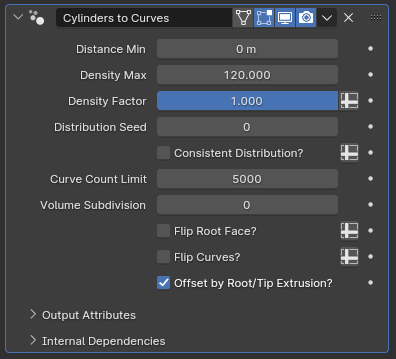 Cylinders to Curves
Distance Min 0 m
Density Max 120.000
Density Factor 1.000
Distribution Seed 0
Consistent Distribution?
Curve Count Limit 5000
Volume Subdivision 0
Flip Root Face?
Flip Curves?
Offset by Root/Tip Extrusion?
Output Attributes
Internal Dependencies